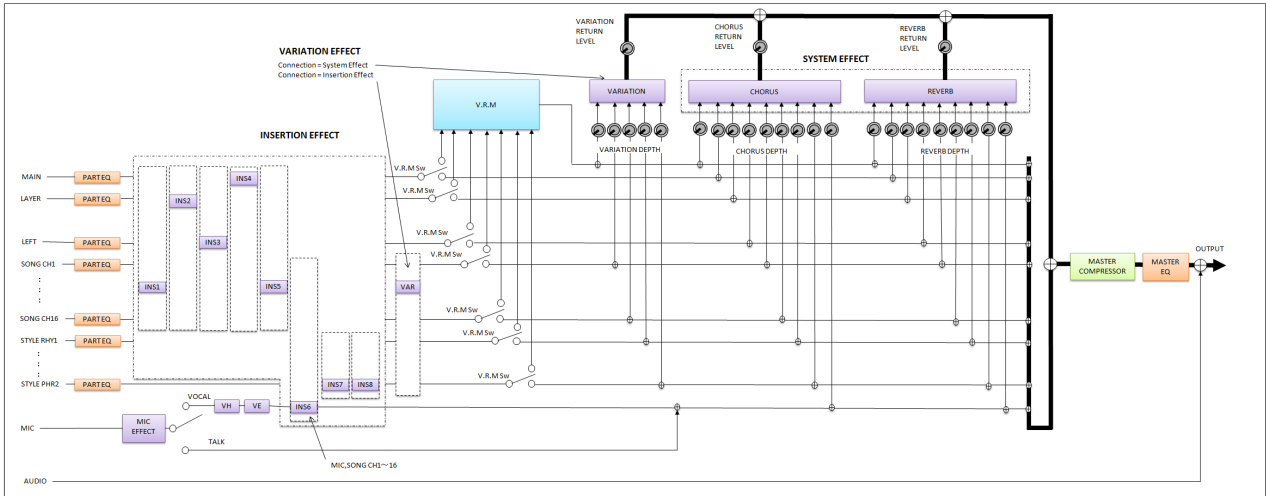 VARIATION
RETURN
LEVEL
CHORUS
RETURN
LEVEL
REVERB
RETURN
LEVEL
VARIATION EFFECT
Connection = System Effect
Connection = Insertion Effect
SYSTEM EFFECT
V.R.M
VARIATION
CHORUS
REVERB
INSERTION EFFECT
VARIATION DEPTH
CHORUS DEPTH
REVERB DEPTH
MAIN
PARTEQ
INS4
V.R.M Sw
LAYER
PARTEQ
INS2
V.R.M Sw
LEFT
PARTEQ
INS3
V.R.M Sw
SONG CH1
PARTEQ
V.R.M Sw
INS1
INS5
VAR
OUTPUT
MASTER
COMPRESSOR
MASTER
EQ
SONG CH16
PARTEQ
V.R.M Sw
STYLE RHY1
PARTEQ
V.R.M Sw
STYLE PHR2
PARTEQ
INS7
INS8
V.R.M Sw
VOCAL
VH
VE
INS6
MIC
MIC
EFFECT
TALK
MIC,SONG CH1～16
AUDIO